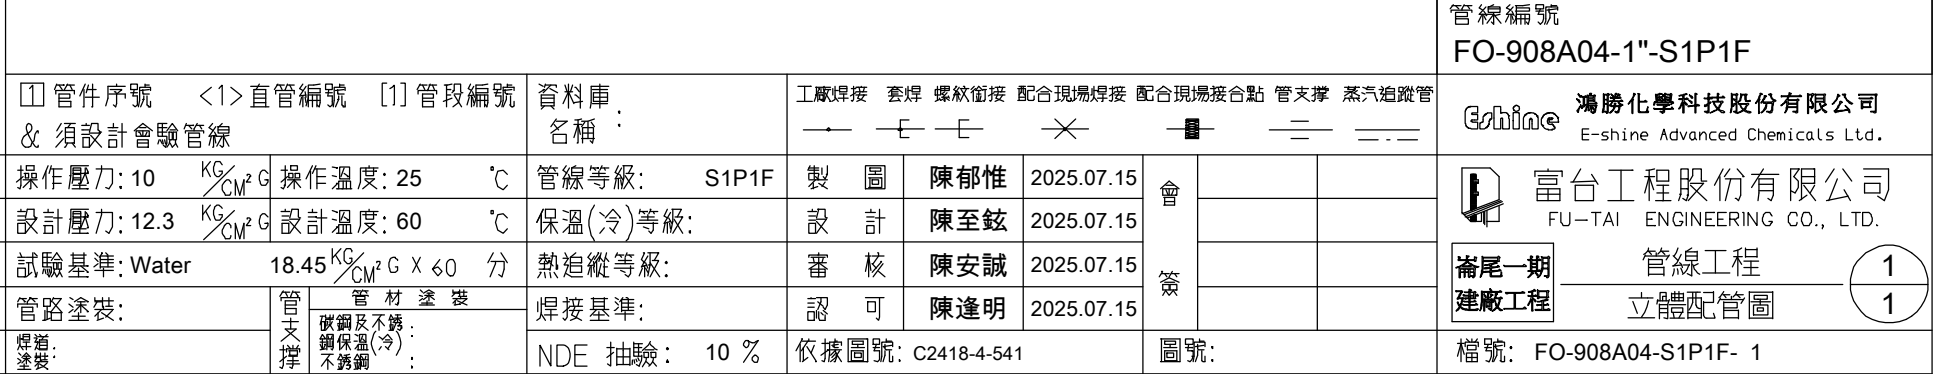 管線編號
FO-908A04-1"-S1P1F
1 管件序號 <1>直管編號 [1] 管段編號
& 須設計會驗管線
資料庫名稱:
工廠焊接 套焊 螺紋銜接 配合現場焊接 配合現場接合點 管支撐 蒸汽追蹤管
Eshine 鴻勝化學科技股份有限公司
E-shine Advanced Chemicals Ltd.
操作壓力: 10 KG/CM² G 操作溫度: 25 °C 管線等級: S1P1F 製圖 陳郁惟 2025.07.15
設計壓力: 12.3 KG/CM² G 設計溫度: 60 °C 保溫(冷)等級: 設計 陳至鉉 2025.07.15
試驗基準: Water 18.45 KG/CM² G X 60 分 熱追縱等級: 審核 陳安誠 2025.07.15
管路塗裝: 管支撐 管材塗裝 焊接基準: 認可 陳逢明 2025.07.15
會簽
碳鋼及不銹鋼保溫(冷):
不銹鋼:
焊道塗裝:
NDE 抽驗: 10 % 依據圖號: C2418-4-541 圖號:
富台工程股份有限公司
FU-TAI ENGINEERING CO., LTD.
崙尾一期
建廠工程
管線工程
立體配管圖
1
1
檔號: FO-908A04-S1P1F- 1